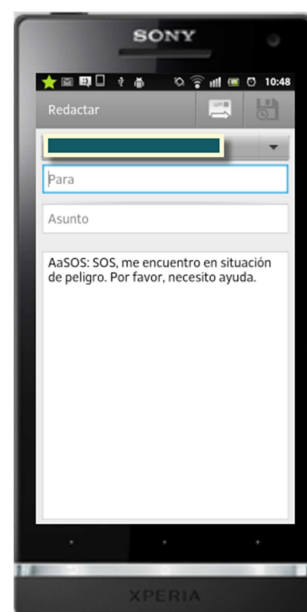 SONY
10:48
Redactar
Para
Asunto
AaSOS: SOS, me encuentro en situación
de peligro. Por favor, necesito ayuda.
XPERIA